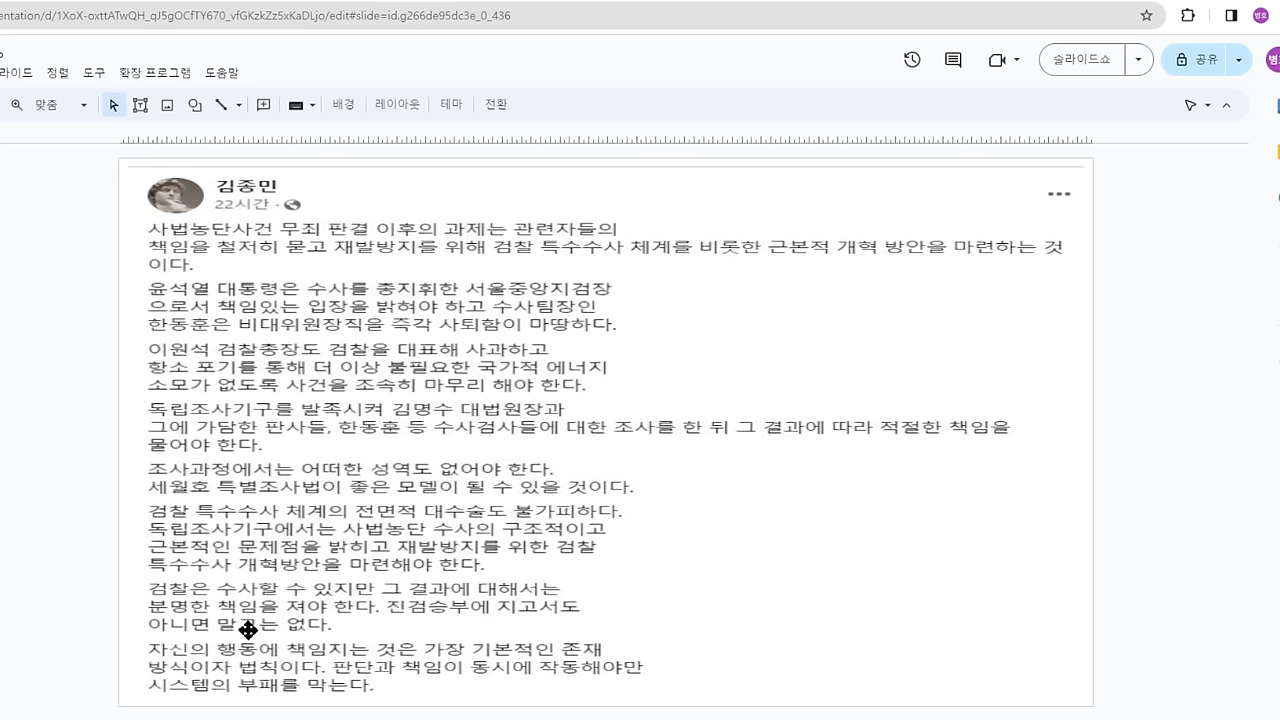 entation/d/1XoX-oxttATwQH_qJ5gOCfTY670_vfGKzkZz5xKaDLjo/edit#slide=id.g266de95dc3e_0_436
라이드 정렬 도구 확장 프로그램 도움말
슬라이드쇼 공유
맞춤 배경 레이아웃 테마 전환
김종민
22시간
사법농단사건 무죄 판결 이후의 과제는 관련자들의
책임을 철저히 묻고 재발방지를 위해 검찰 특수수사 체계를 비롯한 근본적 개혁 방안을 마련하는 것
이다.
윤석열 대통령은 수사를 총지휘한 서울중앙지검장
으로서 책임있는 입장을 밝혀야 하고 수사팀장인
한동훈은 비대위원장직을 즉각 사퇴함이 마땅하다.
이원석 검찰총장도 검찰을 대표해 사과하고
항소 포기를 통해 더 이상 불필요한 국가적 에너지
소모가 없도록 사건을 조속히 마무리 해야 한다.
독립조사기구를 발족시켜 김명수 대법원장과
그에 가담한 판사들, 한동훈 등 수사검사들에 대한 조사를 한 뒤 그 결과에 따라 적절한 책임을
물어야 한다.
조사과정에서는 어떠한 성역도 없어야 한다.
세월호 특별조사법이 좋은 모델이 될 수 있을 것이다.
검찰 특수수사 체계의 전면적 대수술도 불가피하다.
독립조사기구에서는 사법농단 수사의 구조적이고
근본적인 문제점을 밝히고 재발방지를 위한 검찰
특수수사 개혁방안을 마련해야 한다.
검찰은 수사할 수 있지만 그 결과에 대해서는
분명한 책임을 져야 한다. 진검승부에 지고서도
아니면 없다.
자신의 행동에 책임지는 것은 가장 기본적인 존재
방식이자 법칙이다. 판단과 책임이 동시에 작동해야만
시스템의 부패를 막는다.